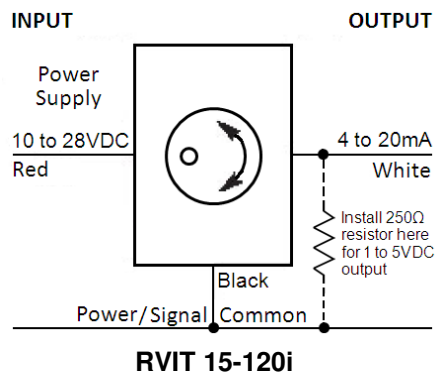 INPUT
OUTPUT
Power
Supply
10 to 28VDC
Red
4 to 20mA
White
Install 250Ω
resistor here
for 1 to 5VDC
output
Black
Power/Signal Common
RVIT 15-120i